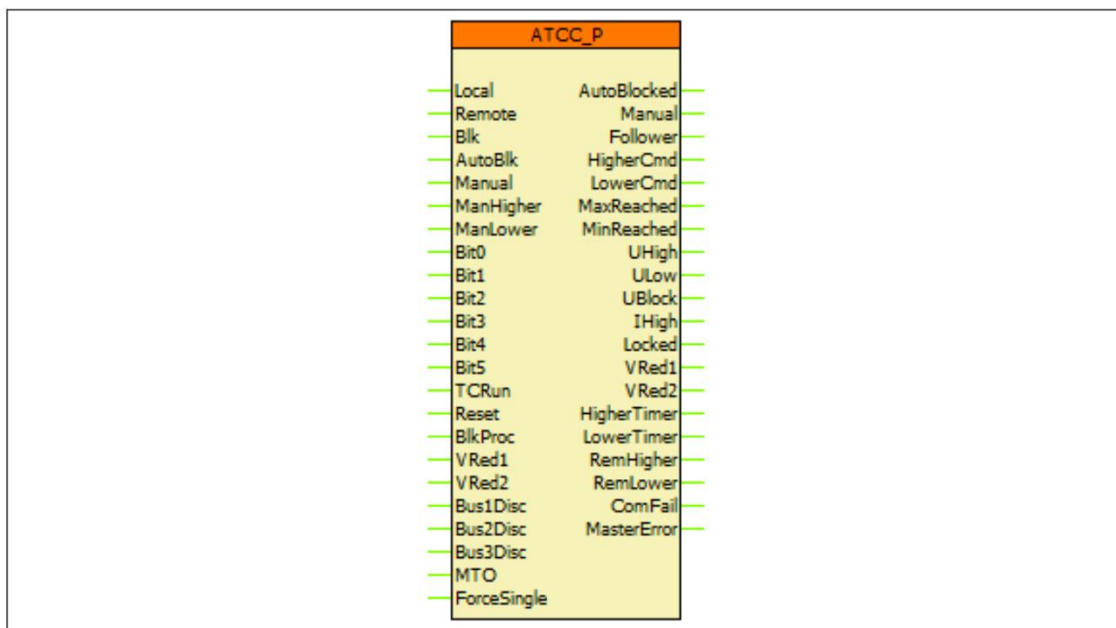 ATCC_P
Local AutoBlocked
Remote Manual
Blk Follower
AutoBlk HigherCmd
Manual LowerCmd
ManHigher MaxReached
ManLower MinReached
Bit0 UHigh
Bit1 ULow
Bit2 UBlock
Bit3 IHigh
Bit4 Locked
Bit5 VRed1
TCRun VRed2
Reset HigherTimer
BlkProc LowerTimer
VRed1 RemHigher
VRed2 RemLower
Bus1Disc ComFail
Bus2Disc MasterError
Bus3Disc
MTO
ForceSingle